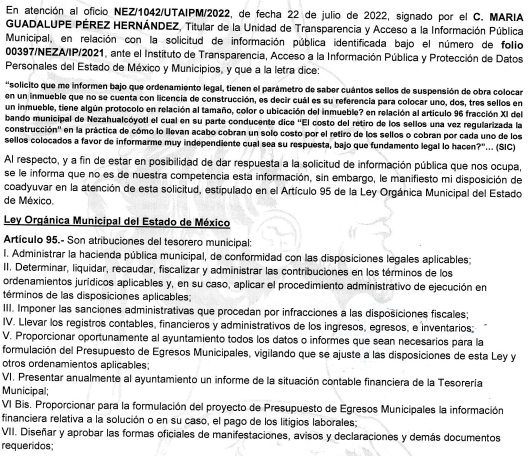 En atención al oficio NEZ/1042/UTAIPM/2022, de fecha 22 de julio de 2022, signado por el C. MARIA
GUADALUPE PÉREZ HERNÁNDEZ, Titular de la Unidad de Transparencia y Acceso a la Información Pública
Municipal, en relación con la solicitud de información pública identificada bajo el número de folio
00397/NEZA/IP/2021, ante el Instituto de Transparencia, Acceso a la Información Pública y Protección de Datos
Personales del Estado de México y Municipios, y que a la letra dice:
"solicito que me informen bajo que ordenamiento legal, tienen el parámetro de saber cuántos sellos de suspensión de obra colocar
en un inmueble que no se cuenta con licencia de construcción, es decir cuál es su referencia para colocar uno, dos, tres sellos en
un inmueble, tiene algún protocolo en relación al tamaño, color o ubicación del inmueble? en relación al artículo 96 fracción XI del
bando municipal de Nezahualcóyotl el cual en su parte conducente dice "El costo del retiro de los sellos una vez regularizada la
construcción" en la práctica de cómo lo llevan acabo cobran un solo costo por el retiro de los sellos o cobran por cada uno de los
sellos colocados a favor de informarles muy independiente cual sea su respuesta, bajo que fundamento legal lo hacen?"... (SIC)
Al respecto, y a fin de estar en posibilidad de dar respuesta a la solicitud de información pública que nos ocupa,
se le informa que no es de nuestra competencia esta información, sin embargo, le manifiesto mi disposición de
coadyuvar en la atención de esta solicitud, estipulado en el Artículo 95 de la Ley Orgánica Municipal del Estado
de México.
Ley Orgánica Municipal del Estado de México
Artículo 95.- Son atribuciones del tesorero municipal:
I. Administrar la hacienda pública municipal, de conformidad con las disposiciones legales aplicables;
II. Determinar, liquidar, recaudar, fiscalizar y administrar las contribuciones en los términos de los
ordenamientos jurídicos aplicables y, en su caso, aplicar el procedimiento administrativo de ejecución en
términos de las disposiciones aplicables;
III. Imponer las sanciones administrativas que procedan por infracciones a las disposiciones fiscales;
IV. Llevar los registros contables, financieros y administrativos de los ingresos, egresos, e inventarios;
V. Proporcionar oportunamente al ayuntamiento todos los datos o informes que sean necesarios para la
formulación del Presupuesto de Egresos Municipales, vigilando que se ajuste a las disposiciones de esta Ley y
otros ordenamientos aplicables;
VI. Presentar anualmente al ayuntamiento un informe de la situación contable financiera de la Tesorería
Municipal;
VI Bis. Proporcionar para la formulación del proyecto de Presupuesto de Egresos Municipales la información
financiera relativa a la solución o en su caso, el pago de los litigios laborales;
VII. Diseñar y aprobar las formas oficiales de manifestaciones, avisos y declaraciones y demás documentos
requeridos;